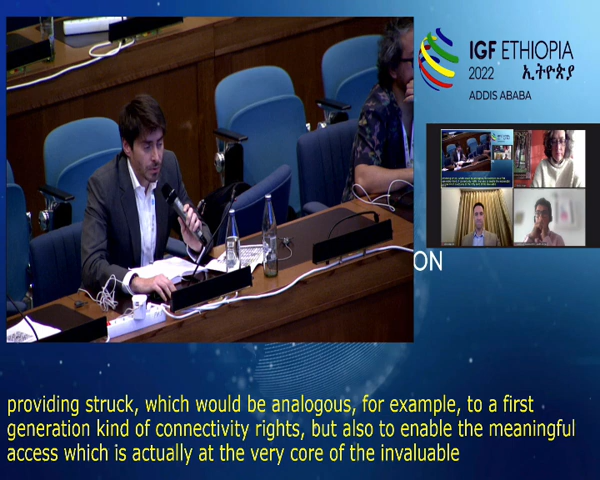 IGF ETHIOPIA
2022 ኢትዮጵያ
ADDIS ABABA
ON
providing struck, which would be analogous, for example, to a first
generation kind of connectivity rights, but also to enable the meaningful
access which is actually at the very core of the invaluable